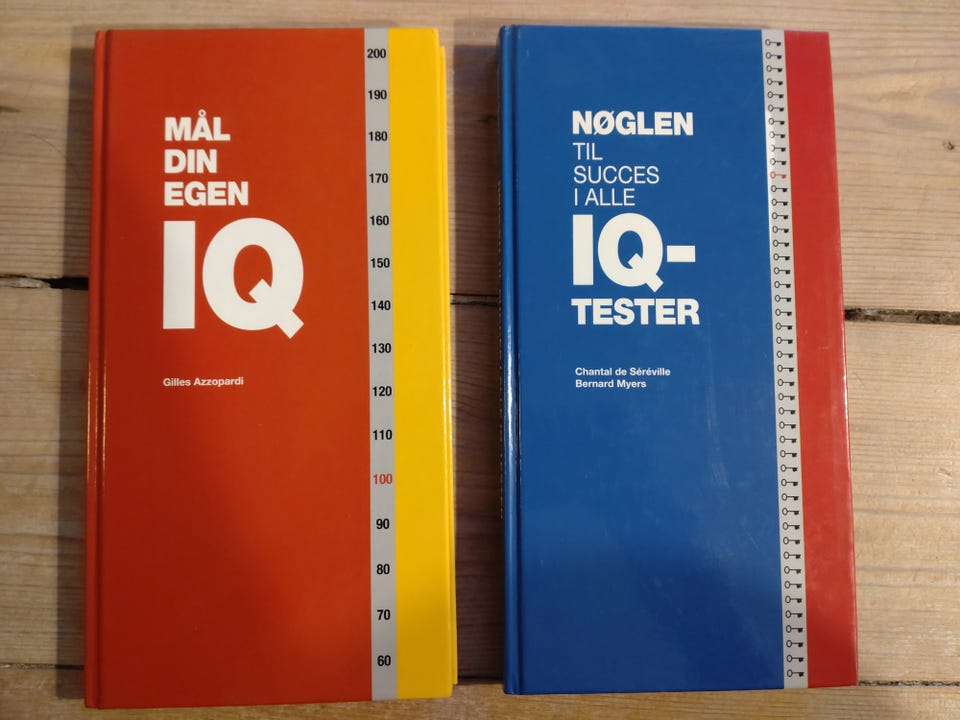 MÅL
DIN
EGEN
IQ
Gilles Azzopardi
200
190
180
170
160
150
140
130
120
110
100
90
80
70
60
NØGLEN
TIL
SUCCES
I ALLE
IQ-
TESTER
Chantal de Séréville
Bernard Myers